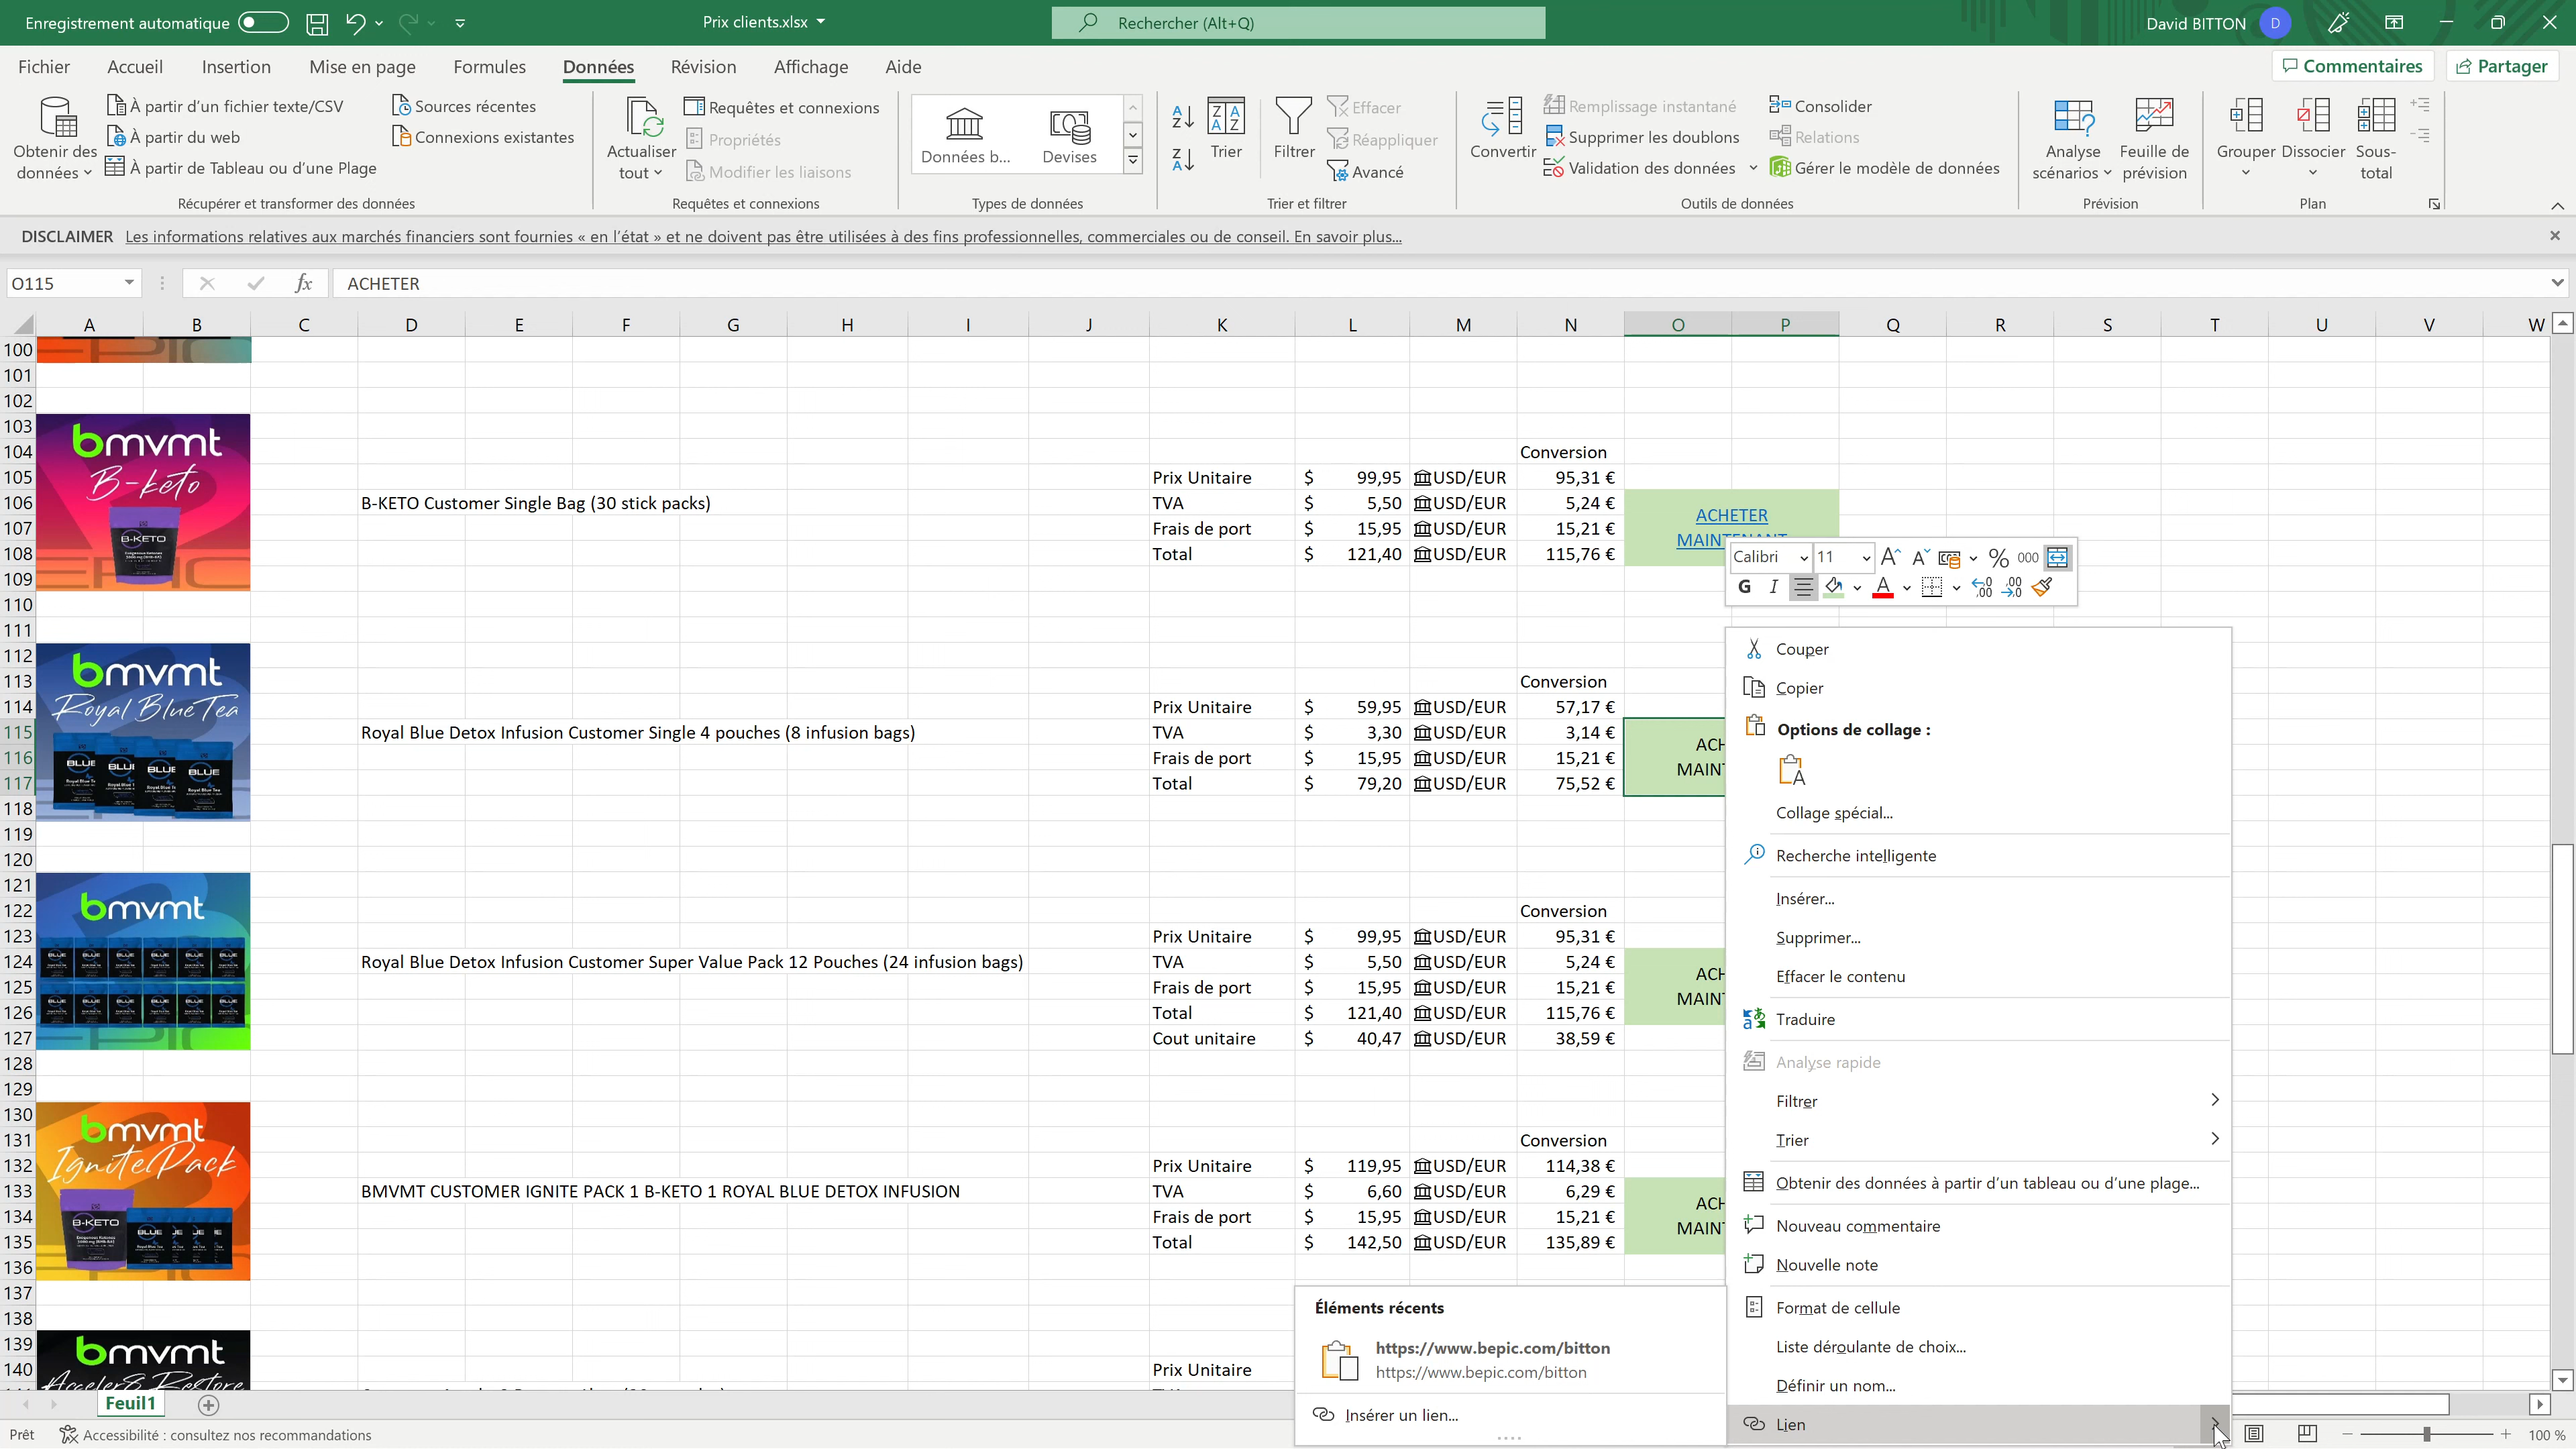 Enregistrement automatique
Prix clients.xlsx
Rechercher (Alt+Q)
David BITTON
D
Fichier Accueil Insertion Mise en page Formules Données Révision Affichage Aide
Commentaires
Partager
Obtenir des données
À partir d'un fichier texte/CSV
À partir du web
À partir de Tableau ou d'une Plage
Sources récentes
Connexions existantes
Récupérer et transformer des données
Actualiser tout
Requêtes et connexions
Propriétés
Modifier les liaisons
Requêtes et connexions
Données b...
Devises
Types de données
Trier
Filtrer
Effacer
Réappliquer
Avancé
Trier et filtrer
Convertir
Remplissage instantané
Supprimer les doublons
Validation des données
Consolider
Relations
Gérer le modèle de données
Outils de données
Analyse scénarios
Feuille de prévision
Prévision
Grouper
Dissocier
Sous-total
Plan
DISCLAIMER Les informations relatives aux marchés financiers sont fournies « en l'état » et ne doivent pas être utilisées à des fins professionnelles, commerciales ou de conseil. En savoir plus...
O115
fx
ACHETER
A B C D E F G H I J K L M N O P Q R S T U V W
100
101
102
103
104 Conversion
105 Prix Unitaire $ 99,95 USD/EUR 95,31 €
106 B-KETO Customer Single Bag (30 stick packs) TVA $ 5,50 USD/EUR 5,24 €
107 Frais de port $ 15,95 USD/EUR 15,21 €
108 Total $ 121,40 USD/EUR 115,76 €
109
110
111
112
113 Conversion
114 Prix Unitaire $ 59,95 USD/EUR 57,17 €
115 Royal Blue Detox Infusion Customer Single 4 pouches (8 infusion bags) TVA $ 3,30 USD/EUR 3,14 €
116 Frais de port $ 15,95 USD/EUR 15,21 €
117 Total $ 79,20 USD/EUR 75,52 €
118
119
120
121
122 Conversion
123 Prix Unitaire $ 99,95 USD/EUR 95,31 €
124 Royal Blue Detox Infusion Customer Super Value Pack 12 Pouches (24 infusion bags) TVA $ 5,50 USD/EUR 5,24 €
125 Frais de port $ 15,95 USD/EUR 15,21 €
126 Total $ 121,40 USD/EUR 115,76 €
127 Cout unitaire $ 40,47 USD/EUR 38,59 €
128
129
130
131 Conversion
132 Prix Unitaire $ 119,95 USD/EUR 114,38 €
133 BMVMT CUSTOMER IGNITE PACK 1 B-KETO 1 ROYAL BLUE DETOX INFUSION TVA $ 6,60 USD/EUR 6,29 €
134 Frais de port $ 15,95 USD/EUR 15,21 €
135 Total $ 142,50 USD/EUR 135,89 €
136
137
138
139
140 Prix Unitaire
bmvmt
B-keto
B-KETO
bmvmt
Royal Blue Tea
BLUE
bmvmt
bmvmt
Ignite Pack
B-KETO
BLUE
bmvmt
Acceler8 Restore
ACHETER
MAINTENANT
ACH
MAINT
ACH
MAINT
ACH
MAINT
Calibri 11 A A % 000
G I A
Couper
Copier
Options de collage :
Collage spécial...
Recherche intelligente
Insérer...
Supprimer...
Effacer le contenu
Traduire
Analyse rapide
Filtrer
Trier
Obtenir des données à partir d'un tableau ou d'une plage...
Nouveau commentaire
Nouvelle note
Format de cellule
Liste déroulante de choix...
Définir un nom...
Lien
Éléments récents
https://www.bepic.com/bitton
https://www.bepic.com/bitton
Insérer un lien...
Feuil1
Prêt
Accessibilité : consultez nos recommandations
100 %